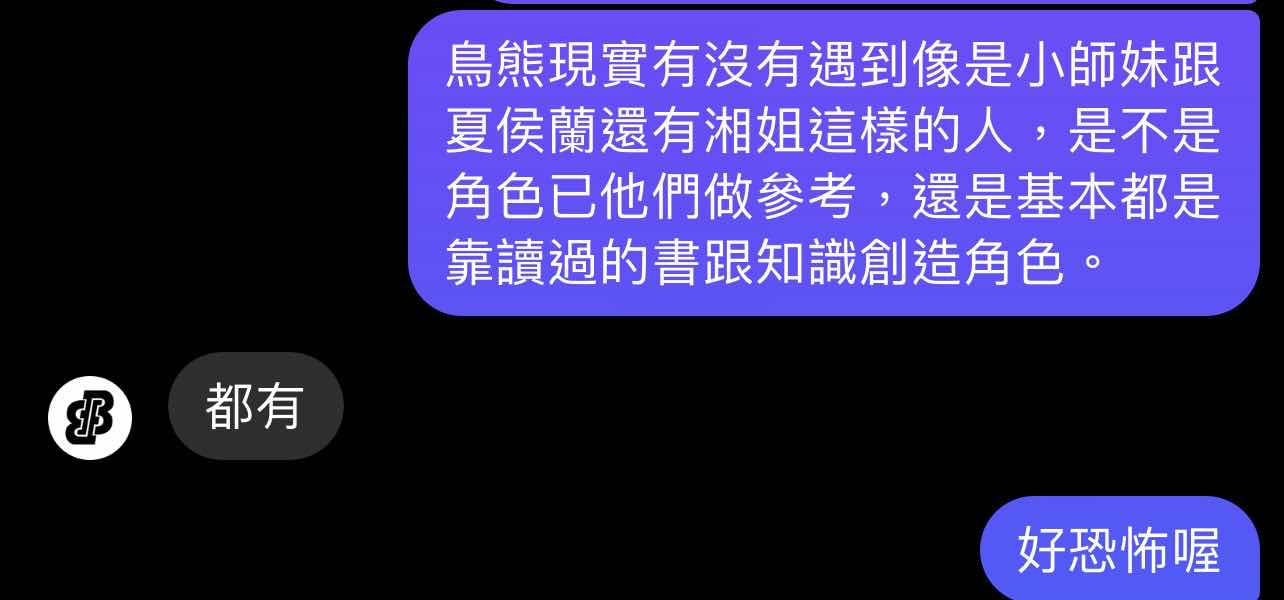 鳥熊現實有沒有遇到像是小師妹跟
夏侯蘭還有湘姐這樣的人，是不是
角色已他們做參考，還是基本都是
靠讀過的書跟知識創造角色。
都有
好恐怖喔